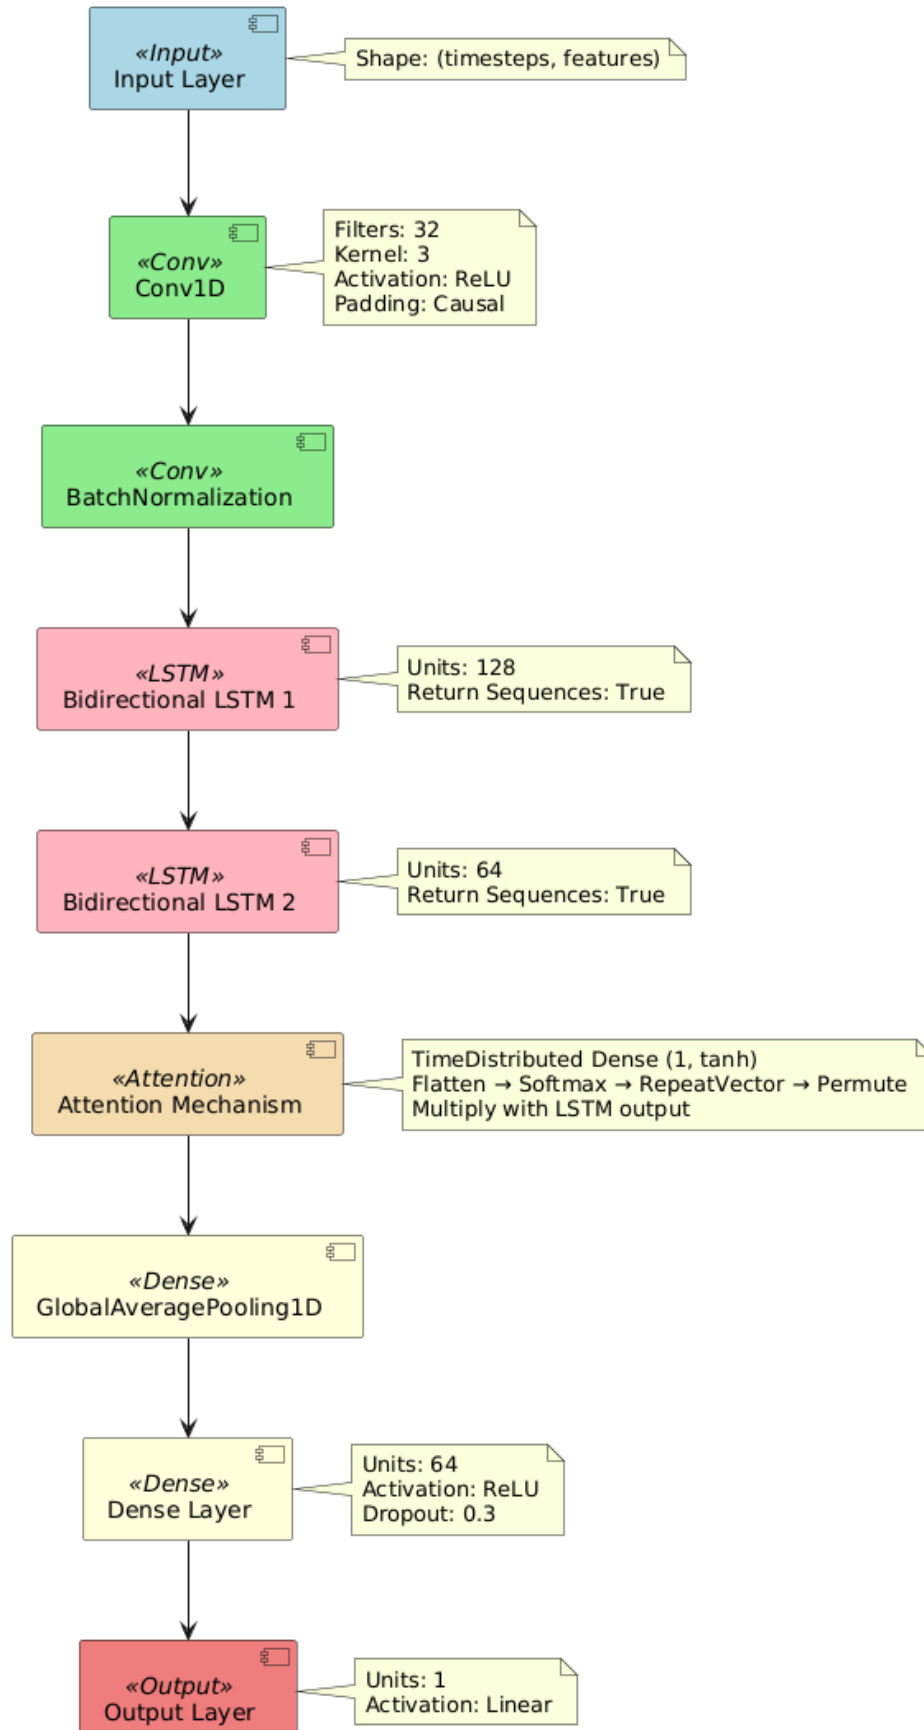 «Input»
Input Layer
Shape: (timesteps, features)
«Conv»
Conv1D
Filters: 32
Kernel: 3
Activation: ReLU
Padding: Causal
«Conv»
BatchNormalization
«LSTM»
Bidirectional LSTM 1
Units: 128
Return Sequences: True
«LSTM»
Bidirectional LSTM 2
Units: 64
Return Sequences: True
«Attention»
Attention Mechanism
TimeDistributed Dense (1, tanh)
Flatten → Softmax → RepeatVector → Permute
Multiply with LSTM output
«Dense»
GlobalAveragePooling1D
«Dense»
Dense Layer
Units: 64
Activation: ReLU
Dropout: 0.3
«Output»
Output Layer
Units: 1
Activation: Linear